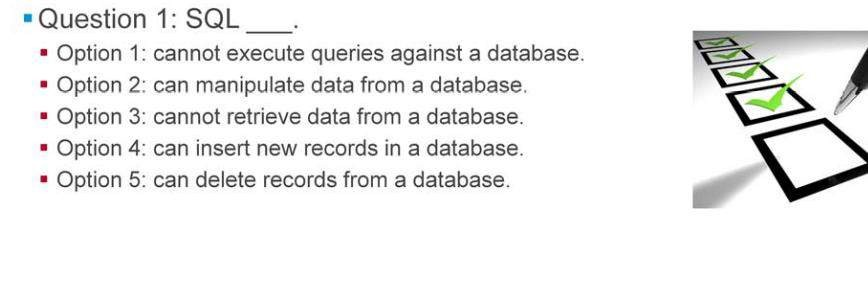 Question 1: SQL ___.
Option 1: cannot execute queries against a database.
Option 2: can manipulate data from a database.
Option 3: cannot retrieve data from a database.
Option 4: can insert new records in a database.
Option 5: can delete records from a database.